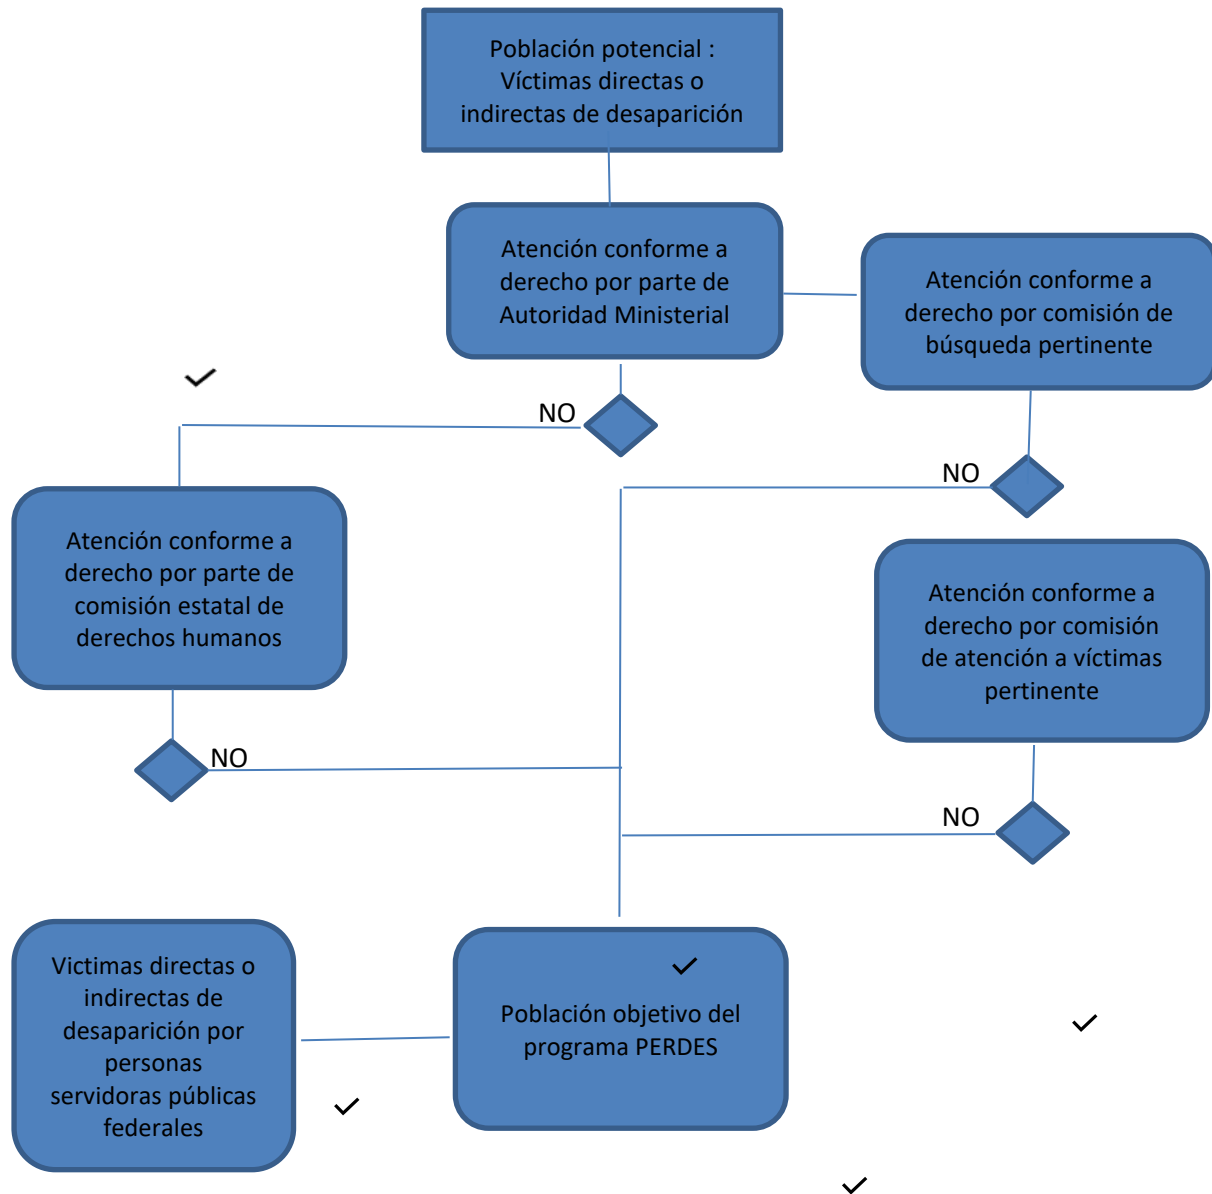 Población potencial :
Víctimas directas o
indirectas de desaparición
Atención conforme a
derecho por parte de
Autoridad Ministerial
Atención conforme a
derecho por comisión de
búsqueda pertinente
NO
NO
Atención conforme a
derecho por parte de
comisión estatal de
derechos humanos
Atención conforme a
derecho por comisión
de atención a víctimas
pertinente
NO
NO
Victimas directas o
indirectas de
desaparición por
personas
servidoras públicas
federales
Población objetivo del
programa PERDES